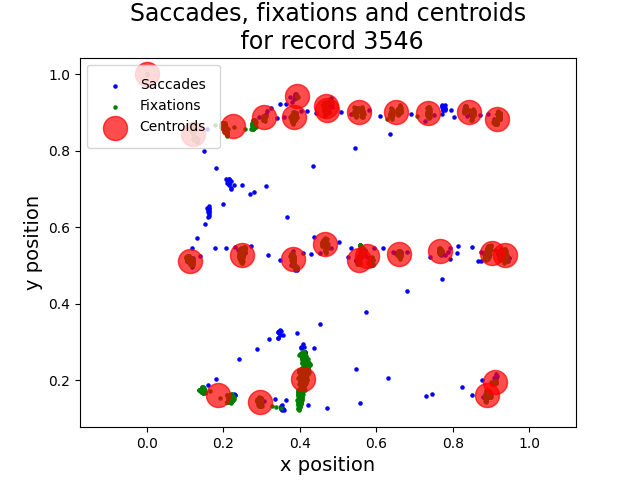 Saccades, fixations and centroids
for record 3546
Saccades
Fixations
Centroids
y position
1.0
0.8
0.6
0.4
0.2
0.0 0.2 0.4 0.6 0.8 1.0
x position